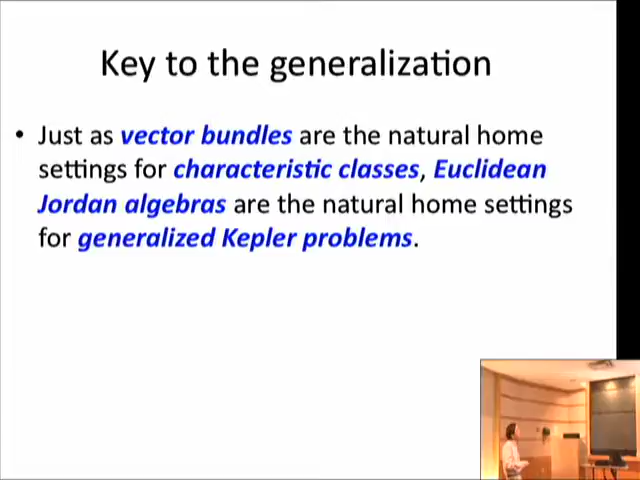 Key to the generalization
• Just as vector bundles are the natural home
settings for characteristic classes, Euclidean
Jordan algebras are the natural home settings
for generalized Kepler problems.